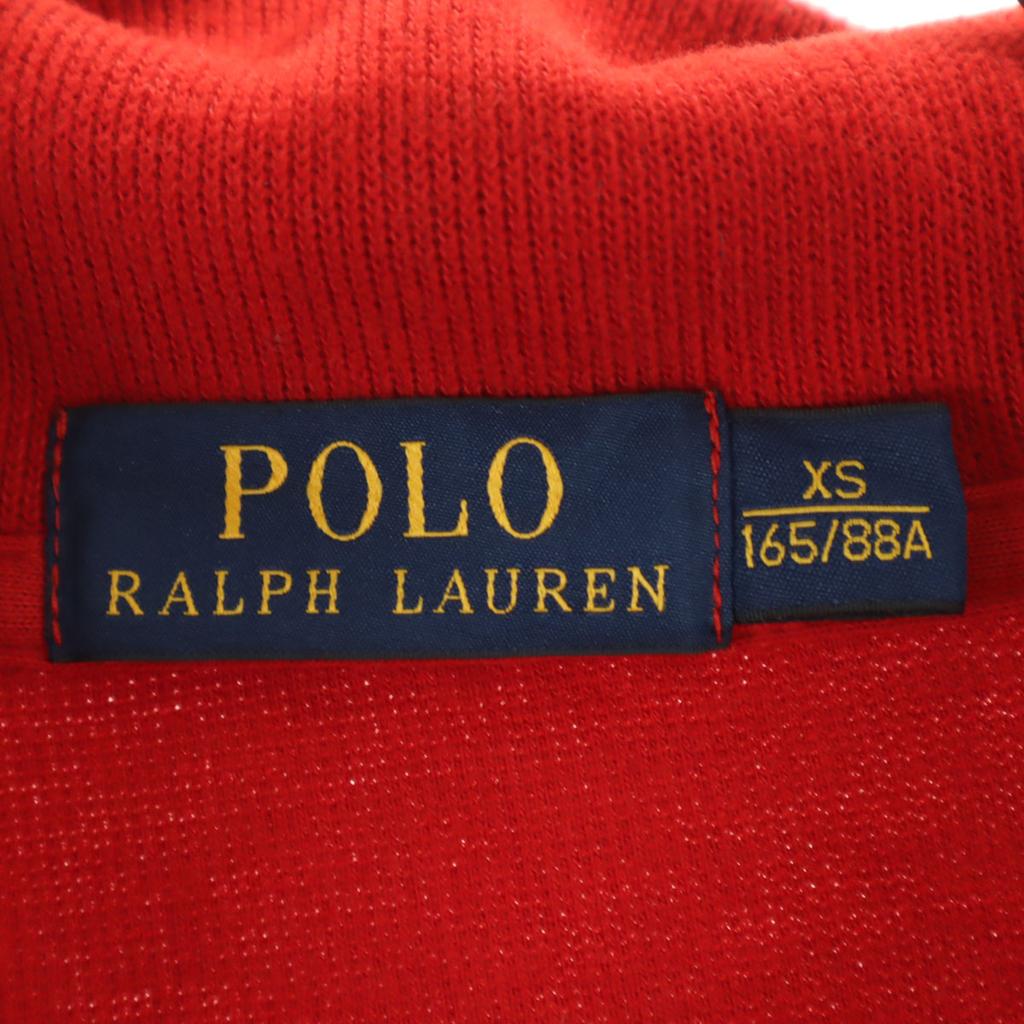 POLO
RALPH LAUREN
XS
165/88A